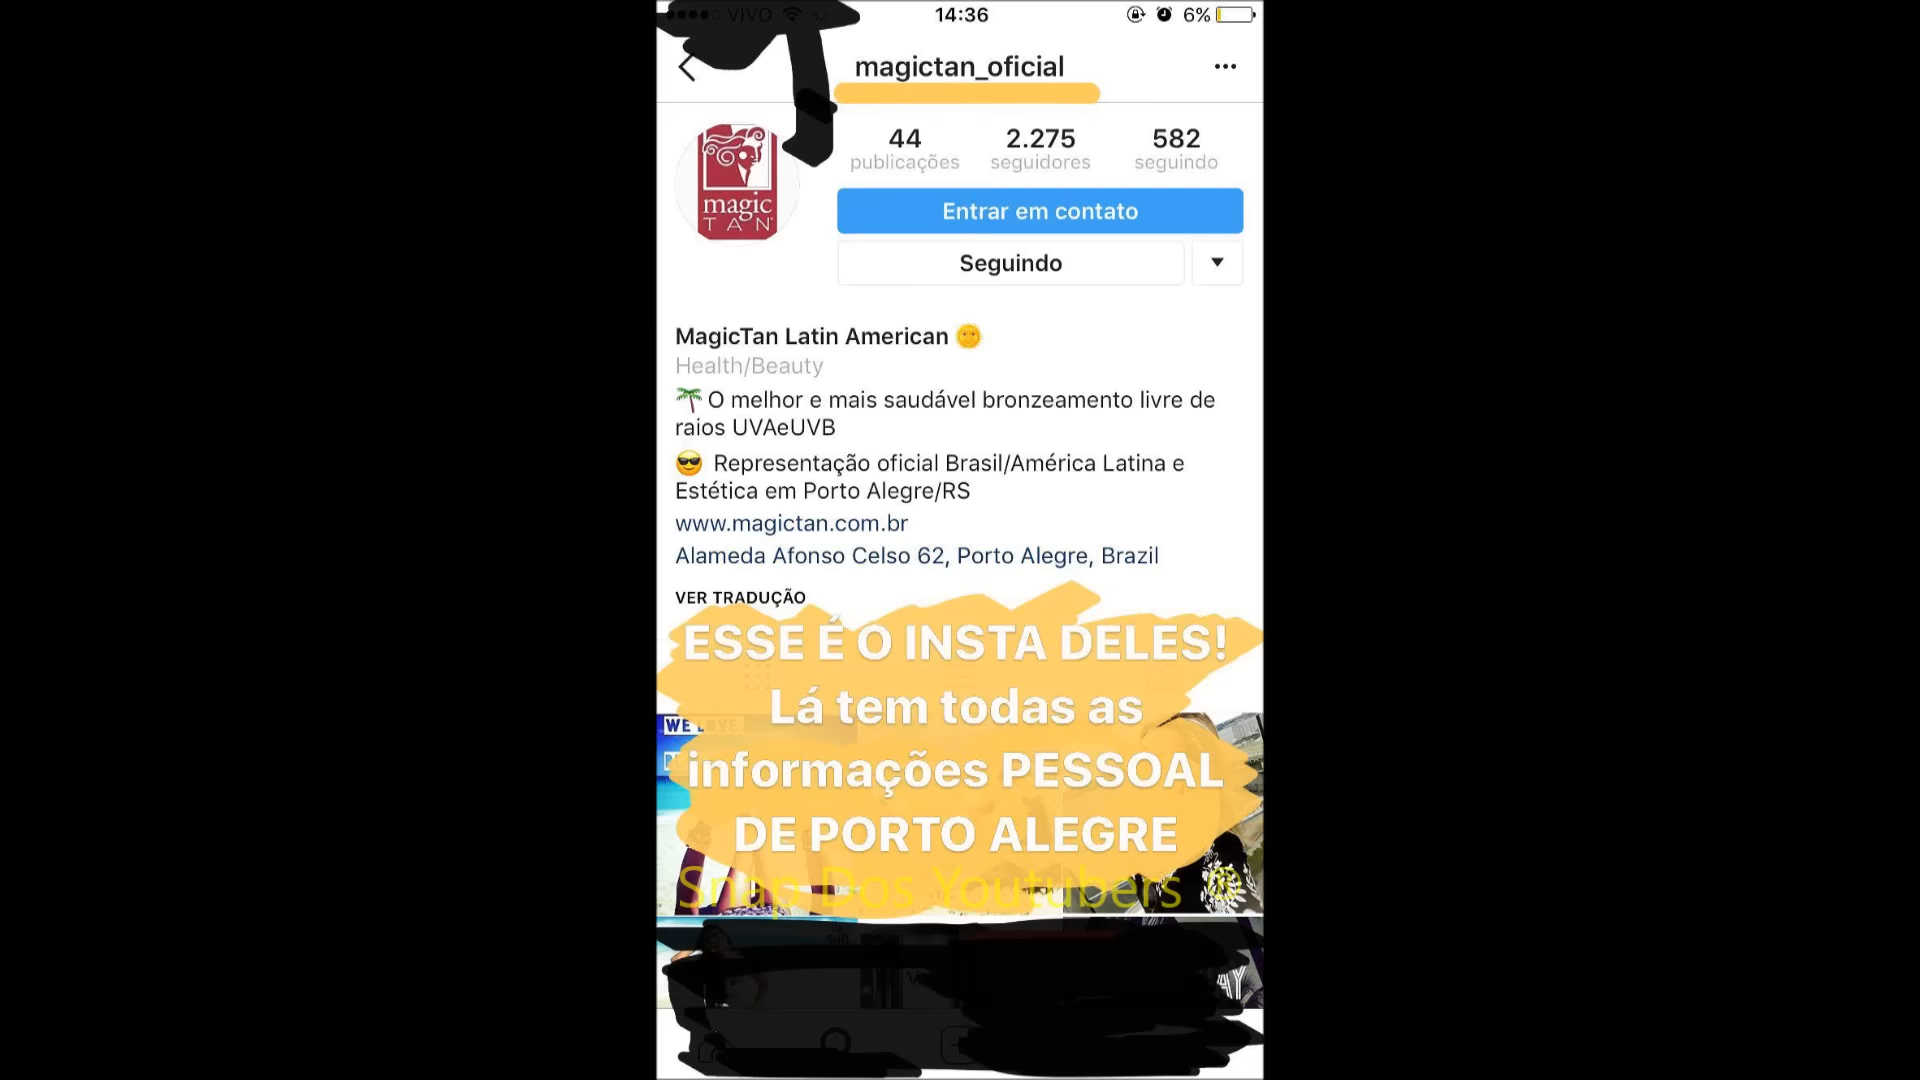 VIVO 14:36 6%
magictan_oficial
44 2.275 582
publicações seguidores seguindo
magic
TAN
Entrar em contato
Seguindo
MagicTan Latin American 🌞
Health/Beauty
🌴O melhor e mais saudável bronzeamento livre de
raios UVAeUVB
😎 Representação oficial Brasil/América Latina e
Estética em Porto Alegre/RS
www.magictan.com.br
Alameda Afonso Celso 62, Porto Alegre, Brazil
VER TRADUÇÃO
ESSE É O INSTA DELES!
Lá tem todas as
WE LOVE
informações PESSOAL
DE PORTO ALEGRE
Snap Dos Youtubers ®